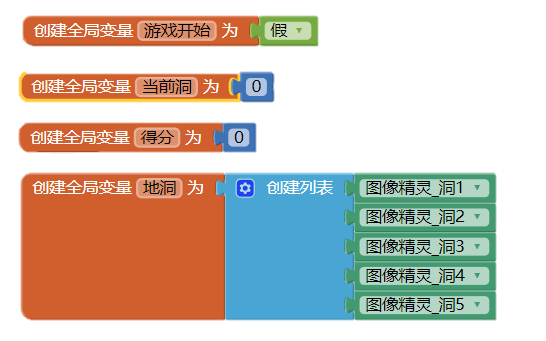 创建全局变量 游戏开始 为 假
创建全局变量 当前洞 为 0
创建全局变量 得分 为 0
创建全局变量 地洞 为 创建列表 图像精灵_洞1
图像精灵_洞2
图像精灵_洞3
图像精灵_洞4
图像精灵_洞5